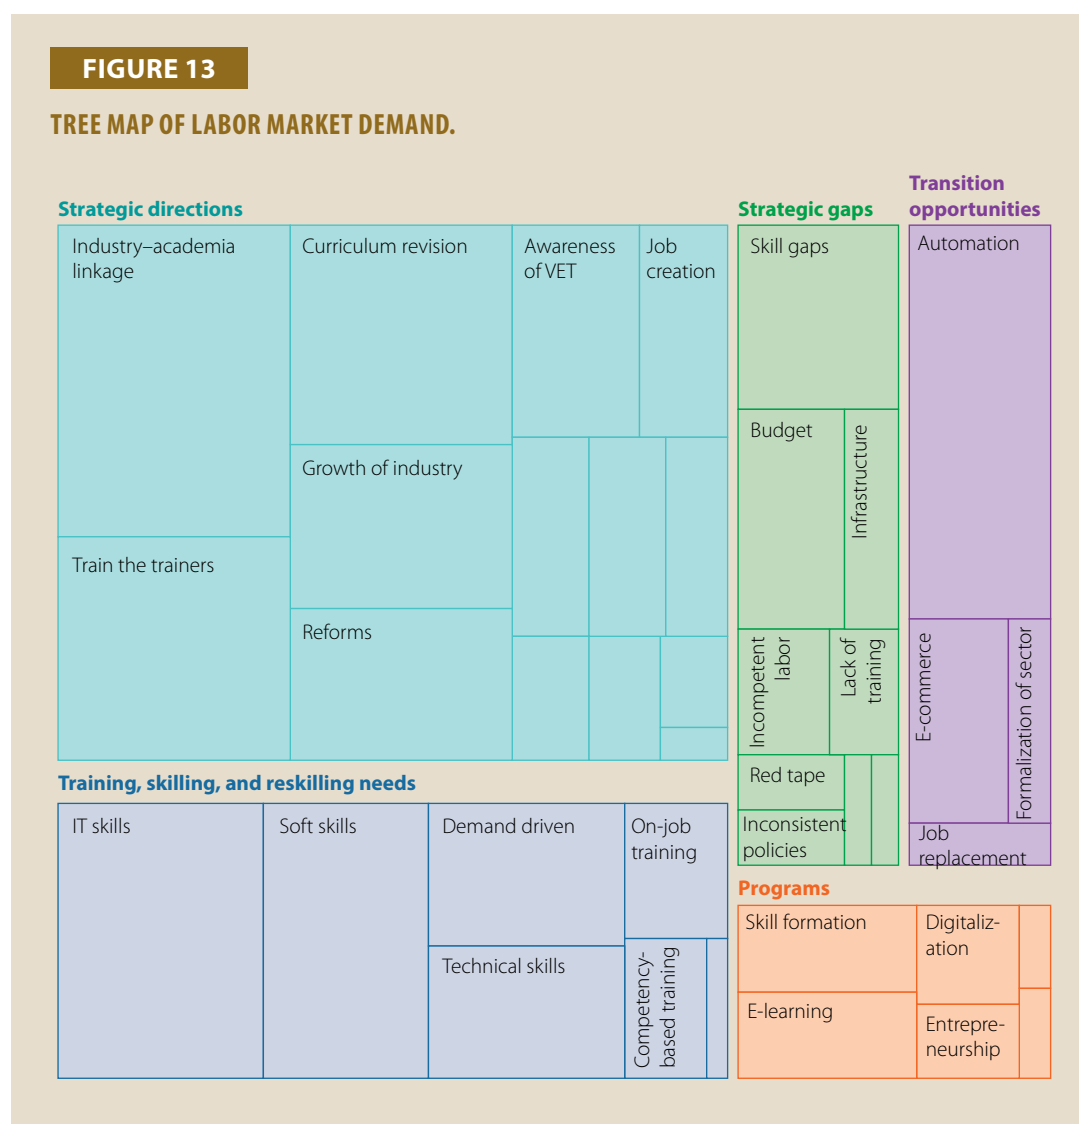 FIGURE 13
TREE MAP OF LABOR MARKET DEMAND.
Strategic directions
Industry–academia
linkage
Curriculum revision
Awareness
of VET
Job
creation
Growth of industry
Train the trainers
Reforms
Training, skilling, and reskilling needs
IT skills
Soft skills
Demand driven
On-job
training
Technical skills
Competency-
based training
Strategic gaps
Skill gaps
Budget
Infrastructure
Incompetent
labor
Lack of
training
Red tape
Inconsistent
policies
Transition
opportunities
Automation
E-commerce
Formalization of sector
Job
replacement
Programs
Skill formation
Digitaliz-
ation
E-learning
Entrepre-
neurship